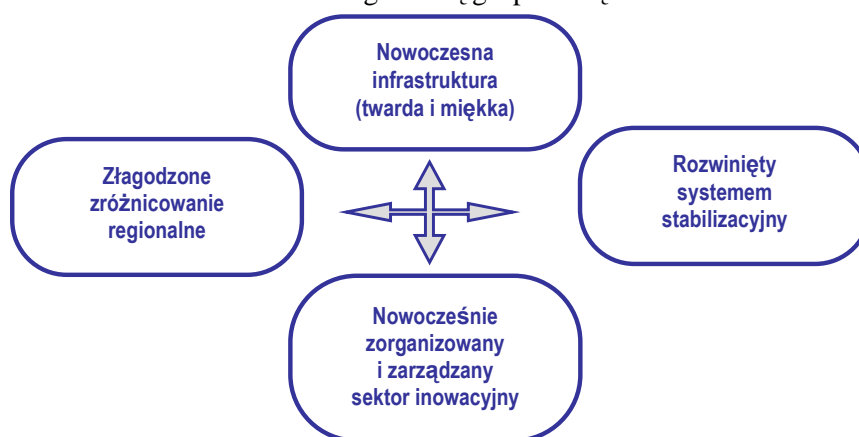 Nowoczesna
infrastruktura
(twarda i miękka)
Złagodzone
zróżnicowanie
regionalne
Rozwinięty
systemem
stabilizacyjny
Nowocześnie
zorganizowany
i zarządzany
sektor inowacyjny